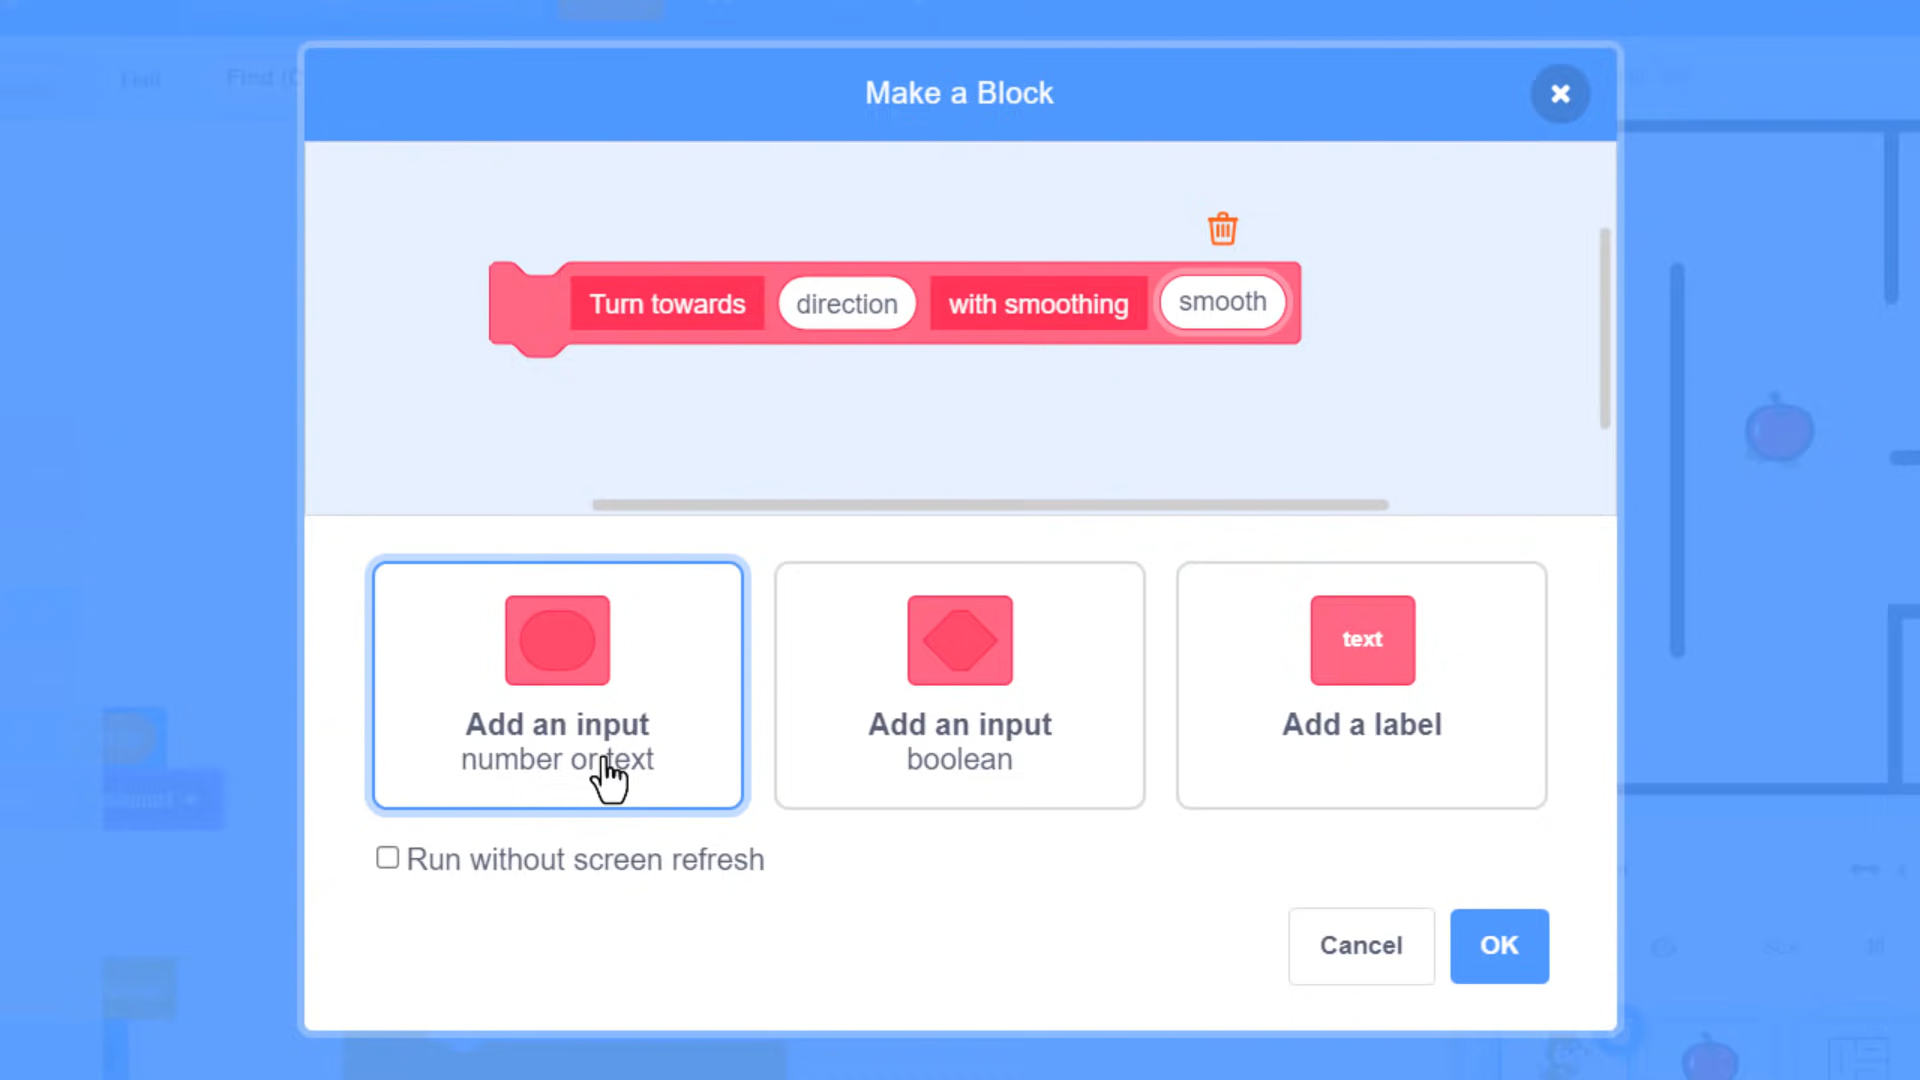 Find (C
Make a Block
Turn towards direction with smoothing smooth
text
Add an input
number or text
Add an input
boolean
Add a label
Run without screen refresh
Cancel
OK